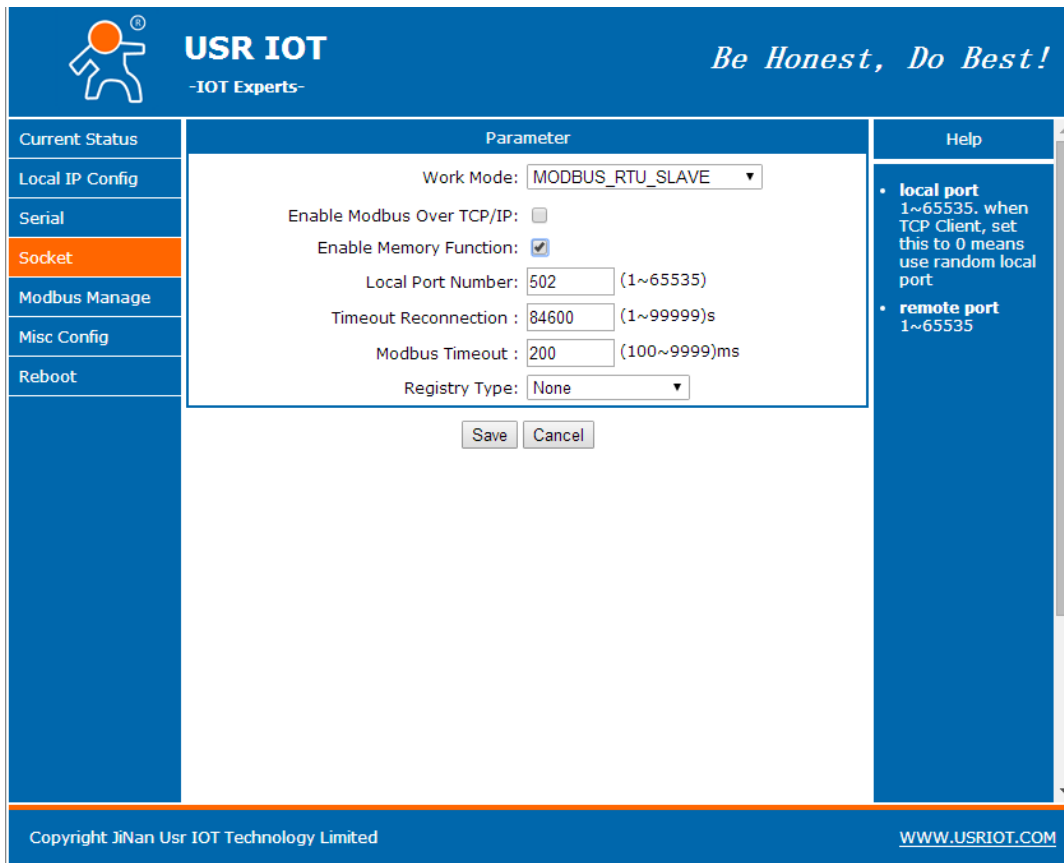 ®
USR IOT
-IOT Experts-
Be Honest, Do Best!
Current Status
Local IP Config
Serial
Socket
Modbus Manage
Misc Config
Reboot
Parameter
Work Mode: MODBUS_RTU_SLAVE
Enable Modbus Over TCP/IP:
Enable Memory Function:
Local Port Number: 502 (1~65535)
Timeout Reconnection : 84600 (1~99999)s
Modbus Timeout : 200 (100~9999)ms
Registry Type: None
Save Cancel
Help
• local port
1~65535. when
TCP Client, set
this to 0 means
use random local
port
• remote port
1~65535
Copyright JiNan Usr IOT Technology Limited
WWW.USRIOT.COM